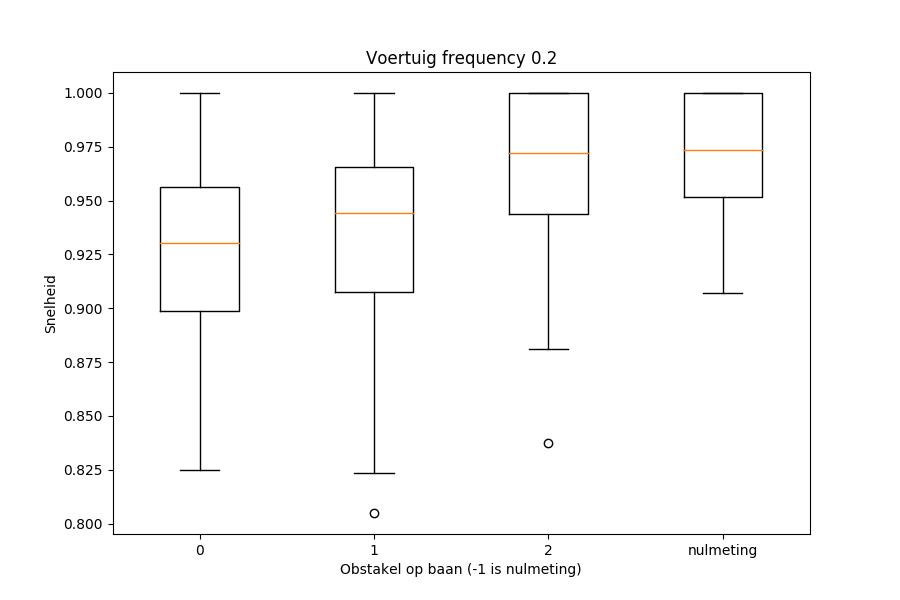 Voertuig frequency 0.2
1.000
0.975
0.950
0.925
0.900
0.875
0.850
0.825
0.800
Snelheid
0 1 2 nulmeting
Obstakel op baan (-1 is nulmeting)